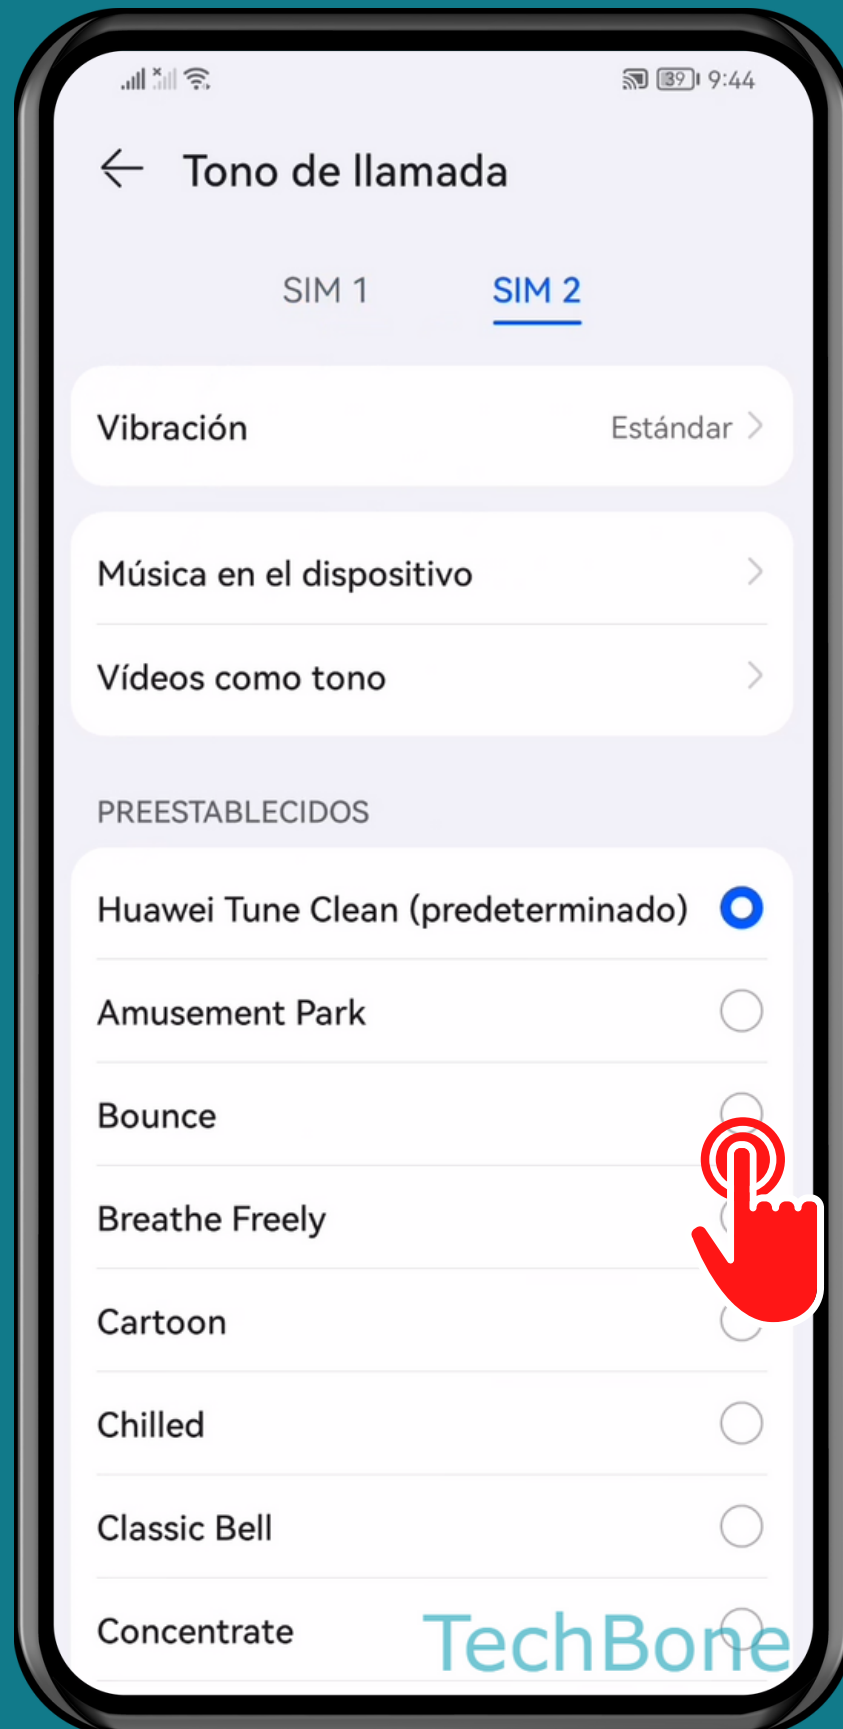 39 9:44
Tono de llamada
SIM 1 SIM 2
Vibración Estándar
Música en el dispositivo
Vídeos como tono
PREESTABLECIDOS
Huawei Tune Clean (predeterminado)
Amusement Park
Bounce
Breathe Freely
Cartoon
Chilled
Classic Bell
Concentrate
TechBone